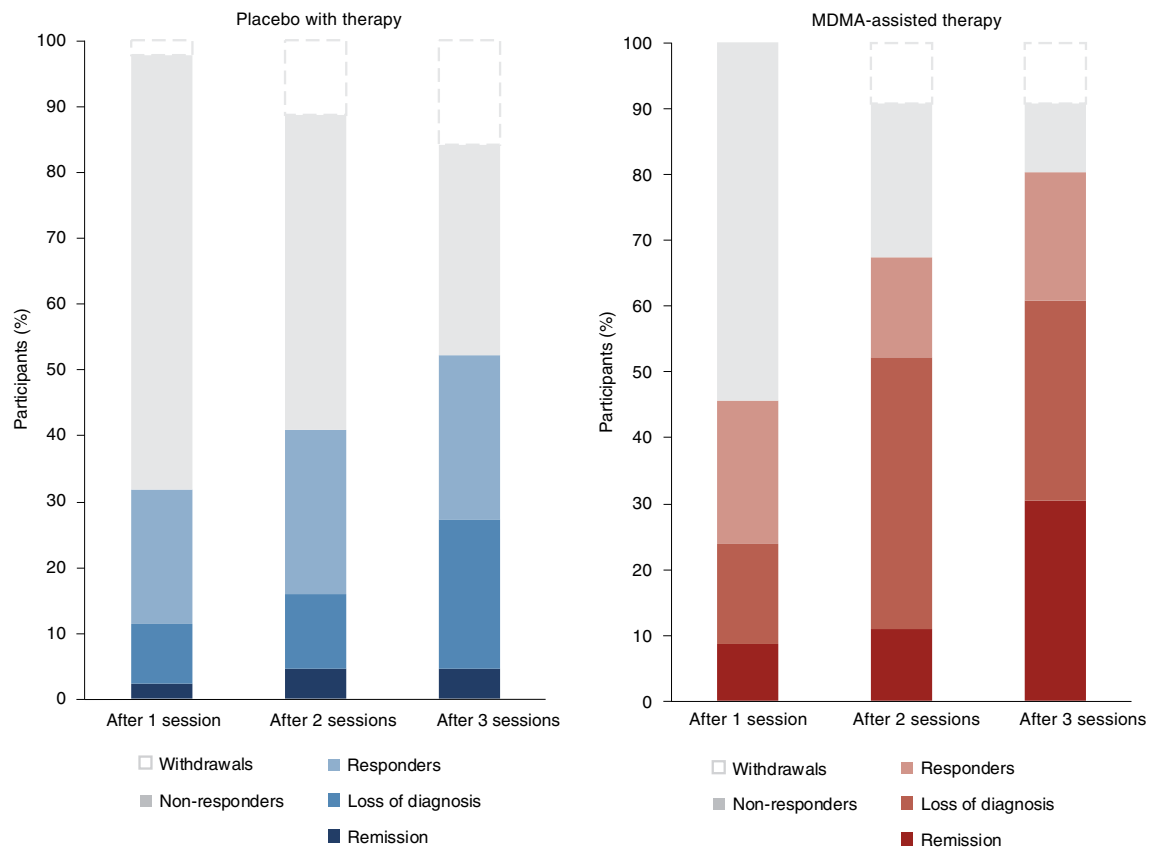 Placebo with therapy
100
90
80
70
60
50
40
30
20
10
0
Participants (%)
After 1 session
After 2 sessions
After 3 sessions
Withdrawals
Non-responders
Responders
Loss of diagnosis
Remission
MDMA-assisted therapy
100
90
80
70
60
50
40
30
20
10
0
Participants (%)
After 1 session
After 2 sessions
After 3 sessions
Withdrawals
Non-responders
Responders
Loss of diagnosis
Remission